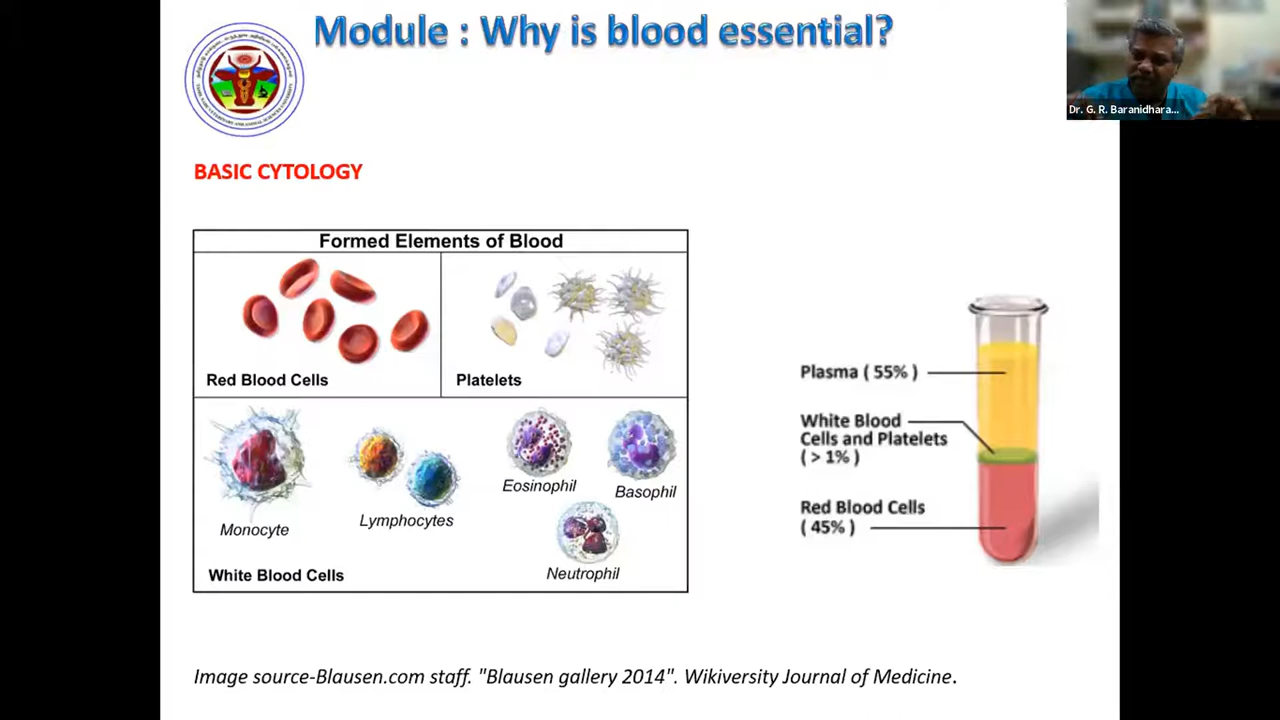 Module : Why is blood essential?
Dr. G. R. Baranidhara...
BASIC CYTOLOGY
Formed Elements of Blood
Red Blood Cells
Platelets
Monocyte
Lymphocytes
Eosinophil
Basophil
Neutrophil
White Blood Cells
Plasma ( 55% )
White Blood
Cells and Platelets
( > 1% )
Red Blood Cells
( 45% )
Image source-Blausen.com staff. "Blausen gallery 2014". Wikiversity Journal of Medicine.